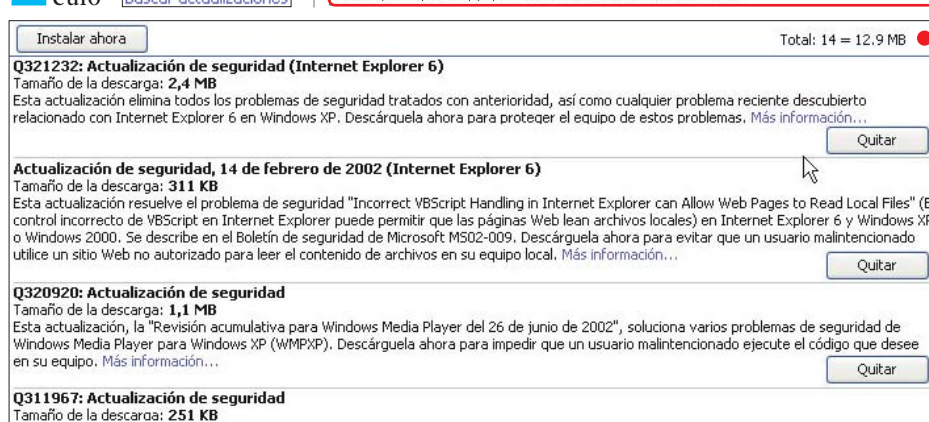 Buscar actualizaciones
Instalar ahora
Total: 14 = 12.9 MB
Q321232: Actualización de seguridad (Internet Explorer 6)
Tamaño de la descarga: 2,4 MB
Esta actualización elimina todos los problemas de seguridad tratados con anterioridad, así como cualquier problema reciente descubierto
relacionado con Internet Explorer 6 en Windows XP. Descárguela ahora para proteger el equipo de estos problemas. Más información...
Quitar
Actualización de seguridad, 14 de febrero de 2002 (Internet Explorer 6)
Tamaño de la descarga: 311 KB
Esta actualización resuelve el problema de seguridad "Incorrect VBScript Handling in Internet Explorer can Allow Web Pages to Read Local Files" (E
control incorrecto de VBScript en Internet Explorer puede permitir que las páginas Web lean archivos locales) en Internet Explorer 6 y Windows XP
o Windows 2000. Se describe en el Boletín de seguridad de Microsoft MS02-009. Descárguela ahora para evitar que un usuario malintencionado
utilice un sitio Web no autorizado para leer el contenido de archivos en su equipo local. Más información...
Quitar
Q320920: Actualización de seguridad
Tamaño de la descarga: 1,1 MB
Esta actualización, la "Revisión acumulativa para Windows Media Player del 26 de junio de 2002", soluciona varios problemas de seguridad de
Windows Media Player para Windows XP (WMPXP). Descárguela ahora para impedir que un usuario malintencionado ejecute el código que desee
en su equipo. Más información...
Quitar
Q311967: Actualización de seguridad
Tamaño de la descarga: 251 KB